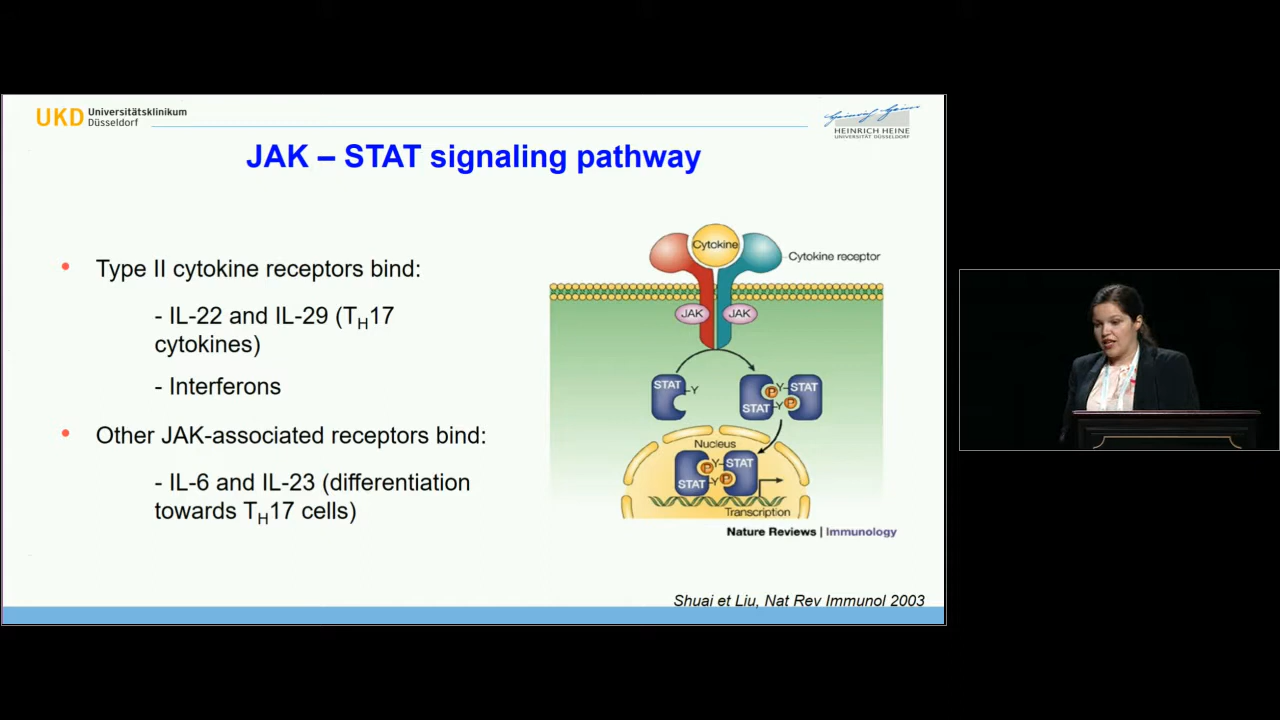 UKD Universitätsklinikum
Düsseldorf
HEINRICH HEINE
UNIVERSITÄT DÜSSELDORF
JAK – STAT signaling pathway
• Type II cytokine receptors bind:
- IL-22 and IL-29 (TH17
cytokines)
- Interferons
• Other JAK-associated receptors bind:
- IL-6 and IL-23 (differentiation
towards TH17 cells)
Cytokine
Cytokine receptor
JAK JAK
STAT Y
Y STAT
P
STAT Y P
Nucleus
Y STAT
P
STAT Y P
Transcription
Nature Reviews | Immunology
Shuai et Liu, Nat Rev Immunol 2003